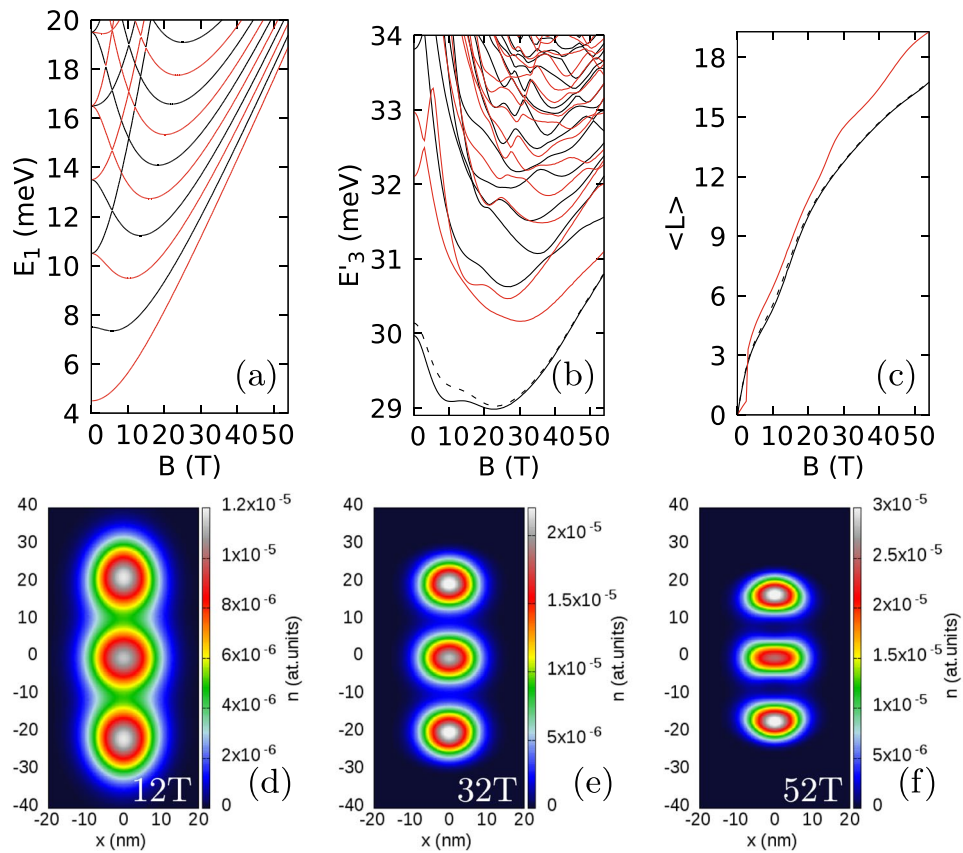 20
18
16
14
12
10
8
6
4
E₁ (meV)
0 10 20 30 40 50
B (T)
(a)
34
33
32
31
30
29
E'₃ (meV)
0 10 20 30 40 50
B (T)
(b)
18
15
12
9
6
3
0
<L>
0 10 20 30 40 50
B (T)
(c)
40
30
20
10
0
-10
-20
-30
-40
-20 -10 0 10 20
x (nm)
12T
1.2x10⁻⁵
1x10⁻⁵
8x10⁻⁶
6x10⁻⁶
4x10⁻⁶
2x10⁻⁶
0
n (at.units)
(d)
40
30
20
10
0
-10
-20
-30
-40
-20 -10 0 10 20
x (nm)
32T
2x10⁻⁵
1.5x10⁻⁵
1x10⁻⁵
5x10⁻⁶
0
n (at.units)
(e)
40
30
20
10
0
-10
-20
-30
-40
-20 -10 0 10 20
x (nm)
52T
3x10⁻⁵
2.5x10⁻⁵
2x10⁻⁵
1.5x10⁻⁵
1x10⁻⁵
5x10⁻⁶
0
n (at.units)
(f)